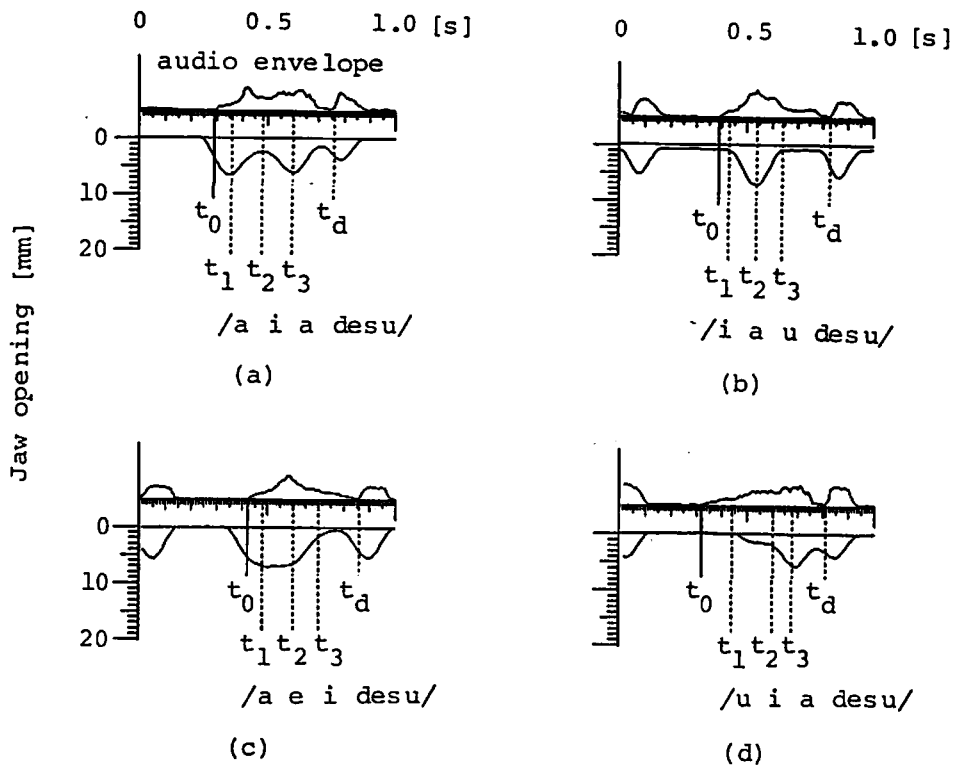 0 0.5 1.0 [s]
audio envelope
0
10
20
t0
t1 t2 t3
td
/a i a desu/
(a)
0 0.5 1.0 [s]
t0
t1 t2 t3
td
/i a u desu/
(b)
Jaw opening [mm]
0
10
20
t0
t1 t2 t3
td
/a e i desu/
(c)
t0
t1 t2 t3
td
/u i a desu/
(d)